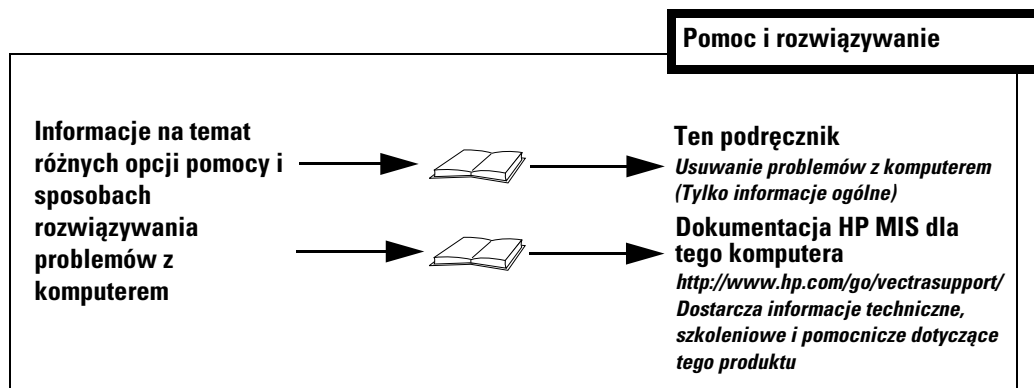 Pomoc i rozwiązywanie
Informacje na temat
różnych opcji pomocy i
sposobach
rozwiązywania
problemów z
komputerem
Ten podręcznik
Usuwanie problemów z komputerem
(Tylko informacje ogólne)
Dokumentacja HP MIS dla
tego komputera
http://www.hp.com/go/vectrasupport/
Dostarcza informacje techniczne,
szkoleniowe i pomocnicze dotyczące
tego produktu